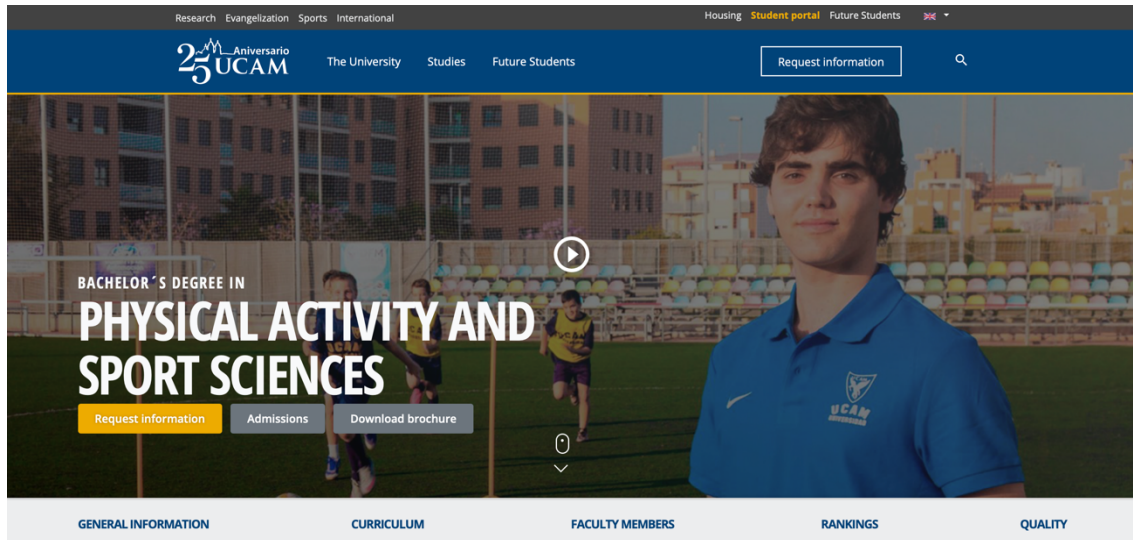 Research Evangelization Sports International
Housing Student portal Future Students
25 Aniversario
UCAM
The University Studies Future Students
Request information
BACHELOR´S DEGREE IN
PHYSICAL ACTIVITY AND
SPORT SCIENCES
Request information Admissions Download brochure
UCAM
UNIVERSIDAD
GENERAL INFORMATION CURRICULUM FACULTY MEMBERS RANKINGS QUALITY